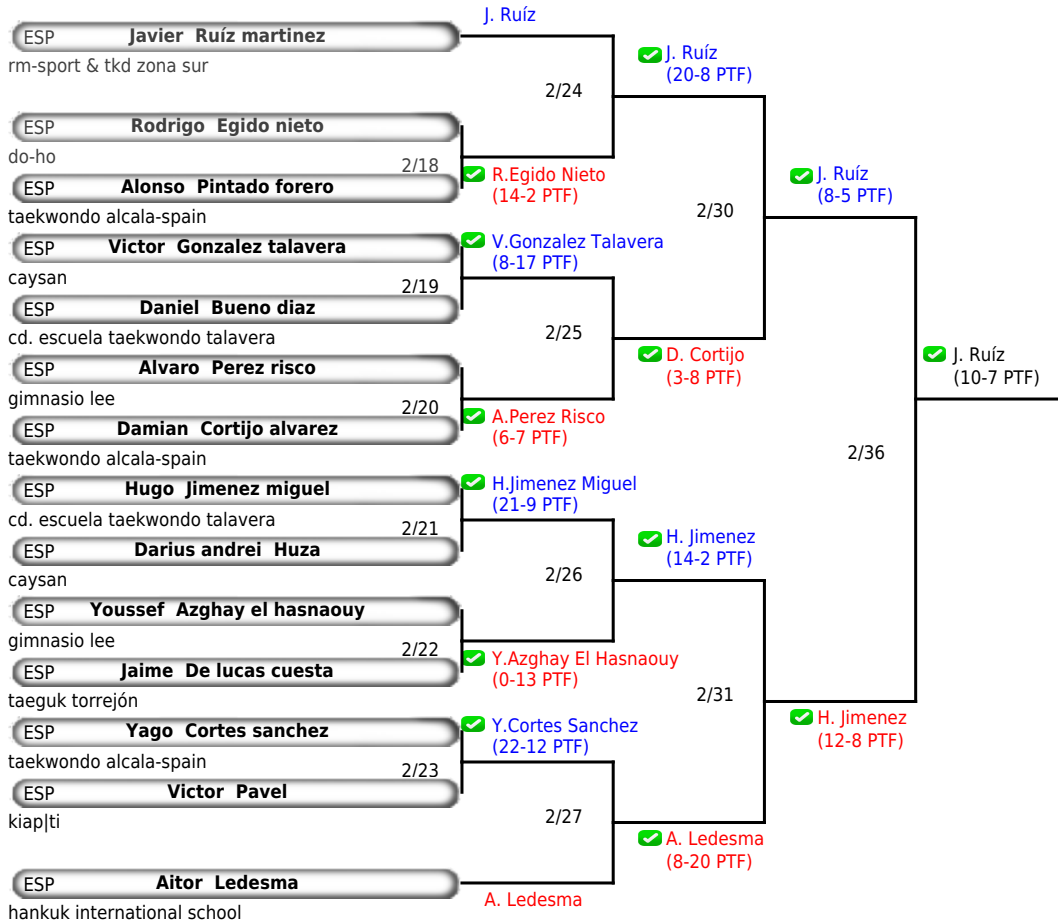 J. Ruíz
ESP Javier Ruíz martinez
rm-sport & tkd zona sur
J. Ruíz
(20-8 PTF)
2/24
ESP Rodrigo Egido nieto
do-ho
2/18
R.Egido Nieto
(14-2 PTF)
ESP Alonso Pintado forero
taekwondo alcala-spain
J. Ruíz
(8-5 PTF)
2/30
ESP Victor Gonzalez talavera
caysan
V.Gonzalez Talavera
(8-17 PTF)
2/19
ESP Daniel Bueno diaz
cd. escuela taekwondo talavera
2/25
D. Cortijo
(3-8 PTF)
J. Ruíz
(10-7 PTF)
ESP Alvaro Perez risco
gimnasio lee
2/20
A.Perez Risco
(6-7 PTF)
ESP Damian Cortijo alvarez
taekwondo alcala-spain
2/36
ESP Hugo Jimenez miguel
cd. escuela taekwondo talavera
H.Jimenez Miguel
(21-9 PTF)
2/21
ESP Darius andrei Huza
caysan
H. Jimenez
(14-2 PTF)
2/26
ESP Youssef Azghay el hasnaouy
gimnasio lee
2/22
Y.Azghay El Hasnaouy
(0-13 PTF)
ESP Jaime De lucas cuesta
taeguk torrejón
2/31
H. Jimenez
(12-8 PTF)
ESP Yago Cortes sanchez
taekwondo alcala-spain
Y.Cortes Sanchez
(22-12 PTF)
2/23
ESP Victor Pavel
kiap|ti
2/27
A. Ledesma
(8-20 PTF)
ESP Aitor Ledesma
hankuk international school
A. Ledesma